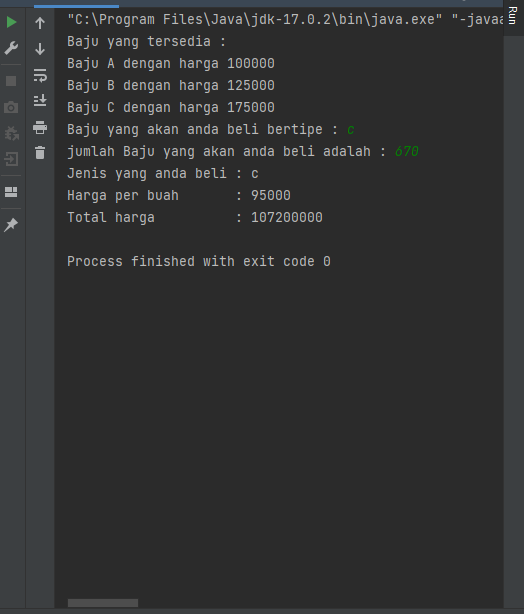 "C:\Program Files\Java\jdk-17.0.2\bin\java.exe" "-java
Baju yang tersedia :
Baju A dengan harga 100000
Baju B dengan harga 125000
Baju C dengan harga 175000
Baju yang akan anda beli bertipe : c
jumlah Baju yang akan anda beli adalah : 670
Jenis yang anda beli : c
Harga per buah       : 95000
Total harga          : 107200000
Process finished with exit code 0
Run